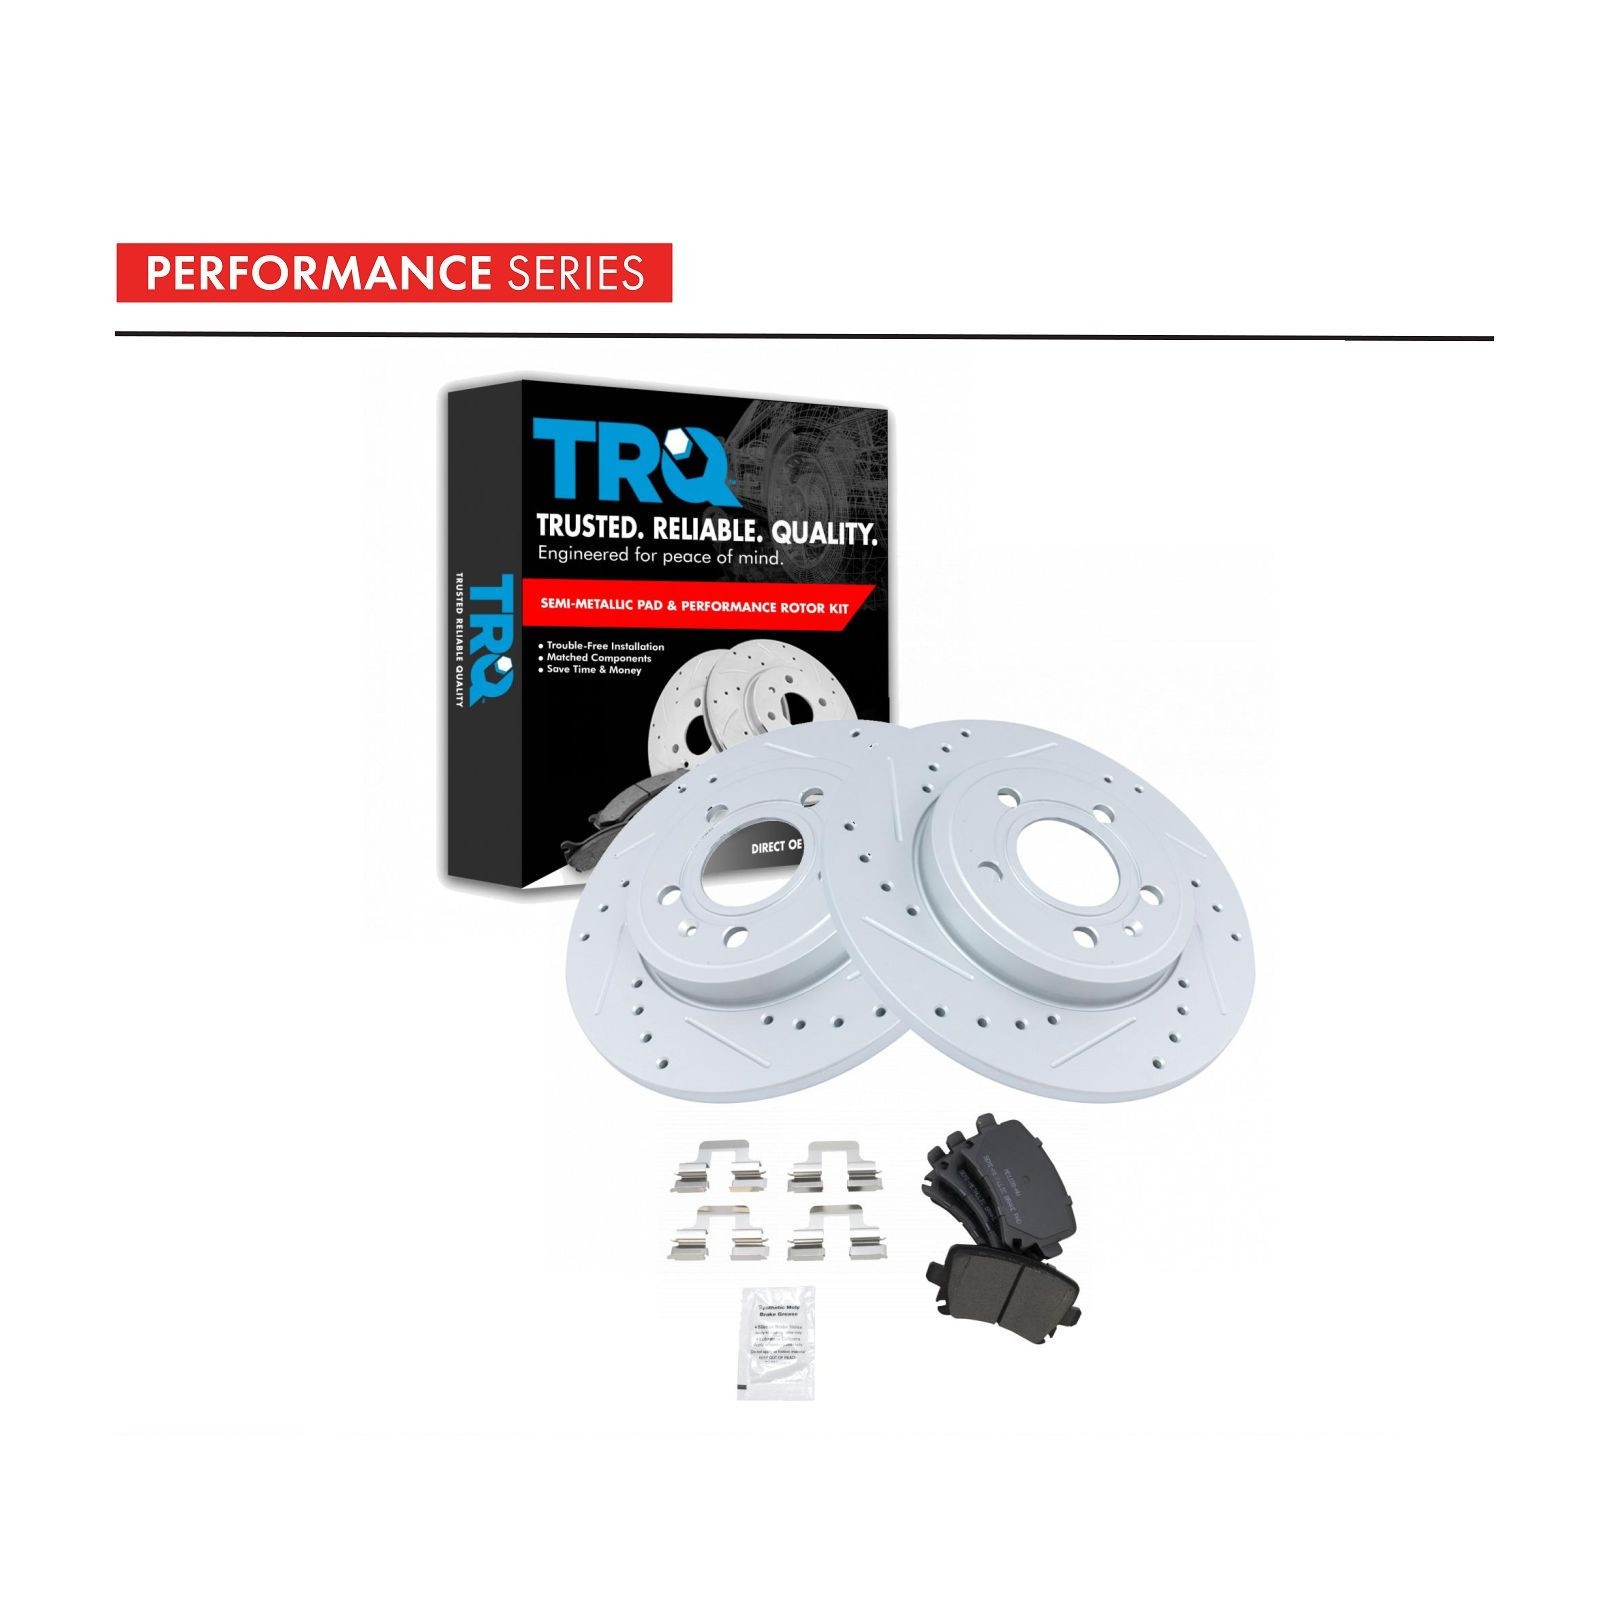 PERFORMANCE SERIES
TRQ
TRUSTED. RELIABLE. QUALITY.
Engineered for peace of mind.
SEMI-METALLIC PAD & PERFORMANCE ROTOR KIT
• Trouble-Free Installation
• Matched Components
• Save Time & Money
DIRECT OE
TRQ
TRUSTED RELIABLE QUALITY
Synthetic Moly
Brake Grease